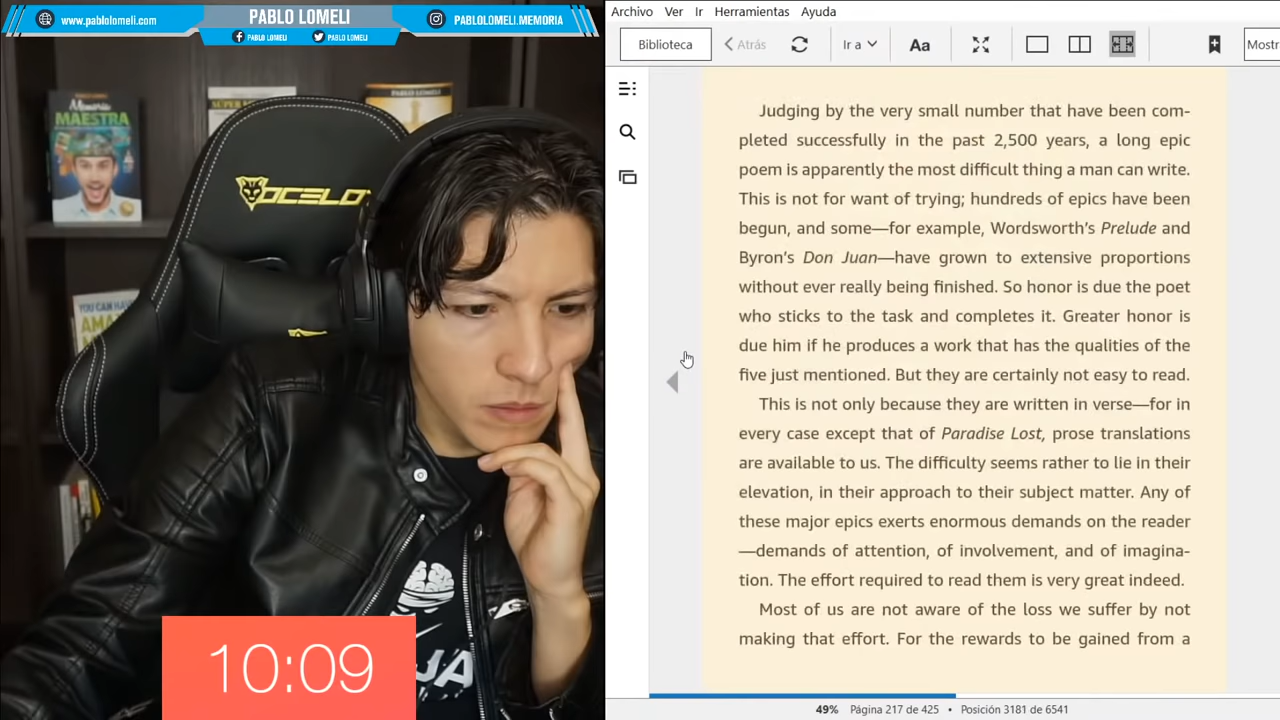 www.pablolomeli.com
PABLO LOMELI
PABLOLOMELI.MEMORIA
PABLO LOMELI
PABLO LOMELI
Memoria
MAESTRA
OCELO
YOU CAN HAVE
10:09
Archivo Ver Ir Herramientas Ayuda
Biblioteca
Atrás
Ir a
Aa
Mostr
Judging by the very small number that have been com-
pleted successfully in the past 2,500 years, a long epic
poem is apparently the most difficult thing a man can write.
This is not for want of trying; hundreds of epics have been
begun, and some—for example, Wordsworth’s Prelude and
Byron’s Don Juan—have grown to extensive proportions
without ever really being finished. So honor is due the poet
who sticks to the task and completes it. Greater honor is
due him if he produces a work that has the qualities of the
five just mentioned. But they are certainly not easy to read.
This is not only because they are written in verse—for in
every case except that of Paradise Lost, prose translations
are available to us. The difficulty seems rather to lie in their
elevation, in their approach to their subject matter. Any of
these major epics exerts enormous demands on the reader
—demands of attention, of involvement, and of imagina-
tion. The effort required to read them is very great indeed.
Most of us are not aware of the loss we suffer by not
making that effort. For the rewards to be gained from a
49% Página 217 de 425 • Posición 3181 de 6541